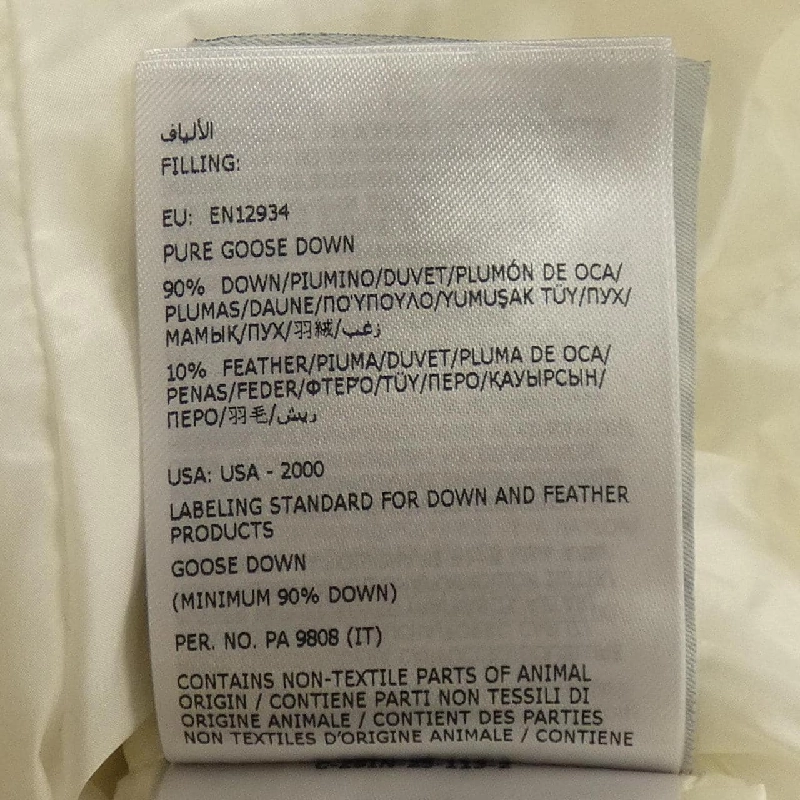 الألياف
FILLING:
EU: EN12934
PURE GOOSE DOWN
90% DOWN/PIUMINO/DUVET/PLUMÓN DE OCA/
PLUMAS/DAUNE/ΠΟΎΠΟΥΛΟ/YUMUŞAK TÜY/ПУХ/
МАМЫҚ/ПУХ/羽絨/زغب
10% FEATHER/PIUMA/DUVET/PLUMA DE OCA/
PENAS/FEDER/ΦΤΕΡΌ/TÜY/ПЕРО/ҚАУЫРСЫН/
ПЕРО/羽毛/ريش
USA: USA - 2000
LABELING STANDARD FOR DOWN AND FEATHER
PRODUCTS
GOOSE DOWN
(MINIMUM 90% DOWN)
PER. NO. PA 9808 (IT)
CONTAINS NON-TEXTILE PARTS OF ANIMAL
ORIGIN / CONTIENE PARTI NON TESSILI DI
ORIGINE ANIMALE / CONTIENT DES PARTIES
NON TEXTILES D'ORIGINE ANIMALE / CONTIENE